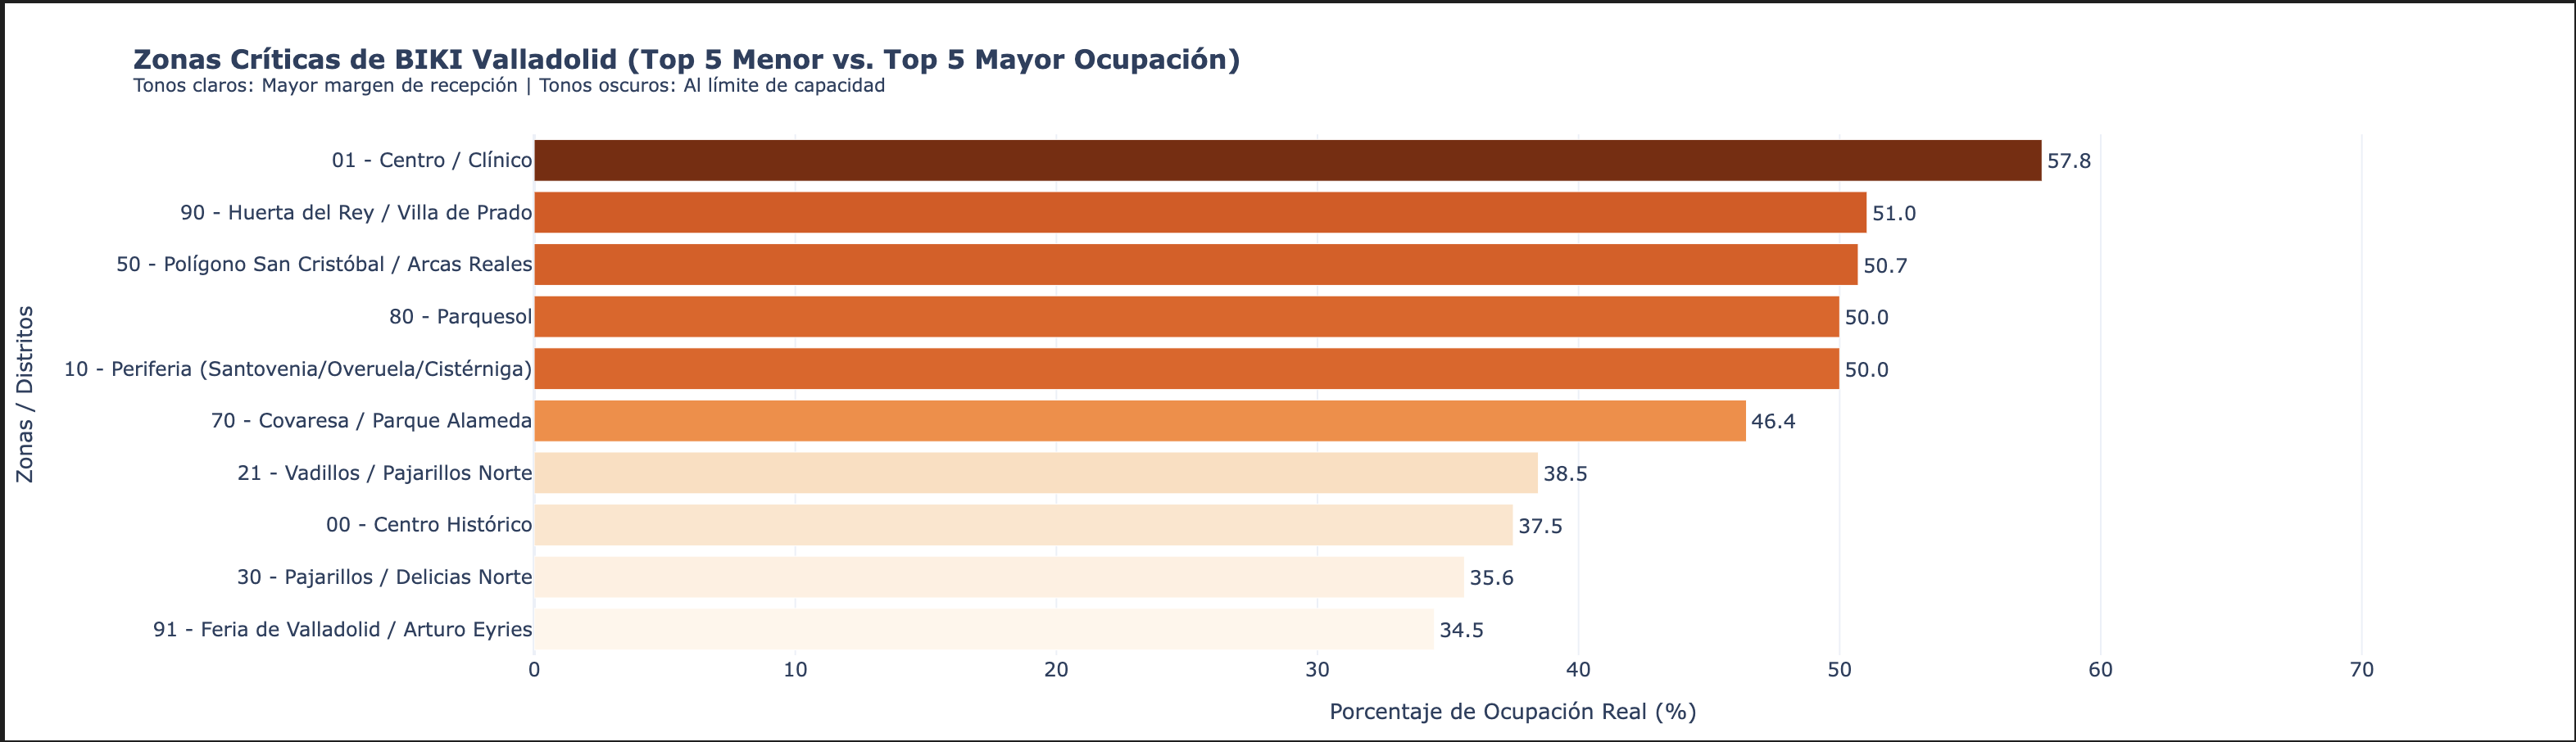 Zonas Críticas de BIKI Valladolid (Top 5 Menor vs. Top 5 Mayor Ocupación)
Tonos claros: Mayor margen de recepción | Tonos oscuros: Al límite de capacidad
Zonas / Distritos
01 - Centro / Clínico 57.8
90 - Huerta del Rey / Villa de Prado 51.0
50 - Polígono San Cristóbal / Arcas Reales 50.7
80 - Parquesol 50.0
10 - Periferia (Santovenia/Overuela/Cistérniga) 50.0
70 - Covaresa / Parque Alameda 46.4
21 - Vadillos / Pajarillos Norte 38.5
00 - Centro Histórico 37.5
30 - Pajarillos / Delicias Norte 35.6
91 - Feria de Valladolid / Arturo Eyries 34.5
0 10 20 30 40 50 60 70
Porcentaje de Ocupación Real (%)